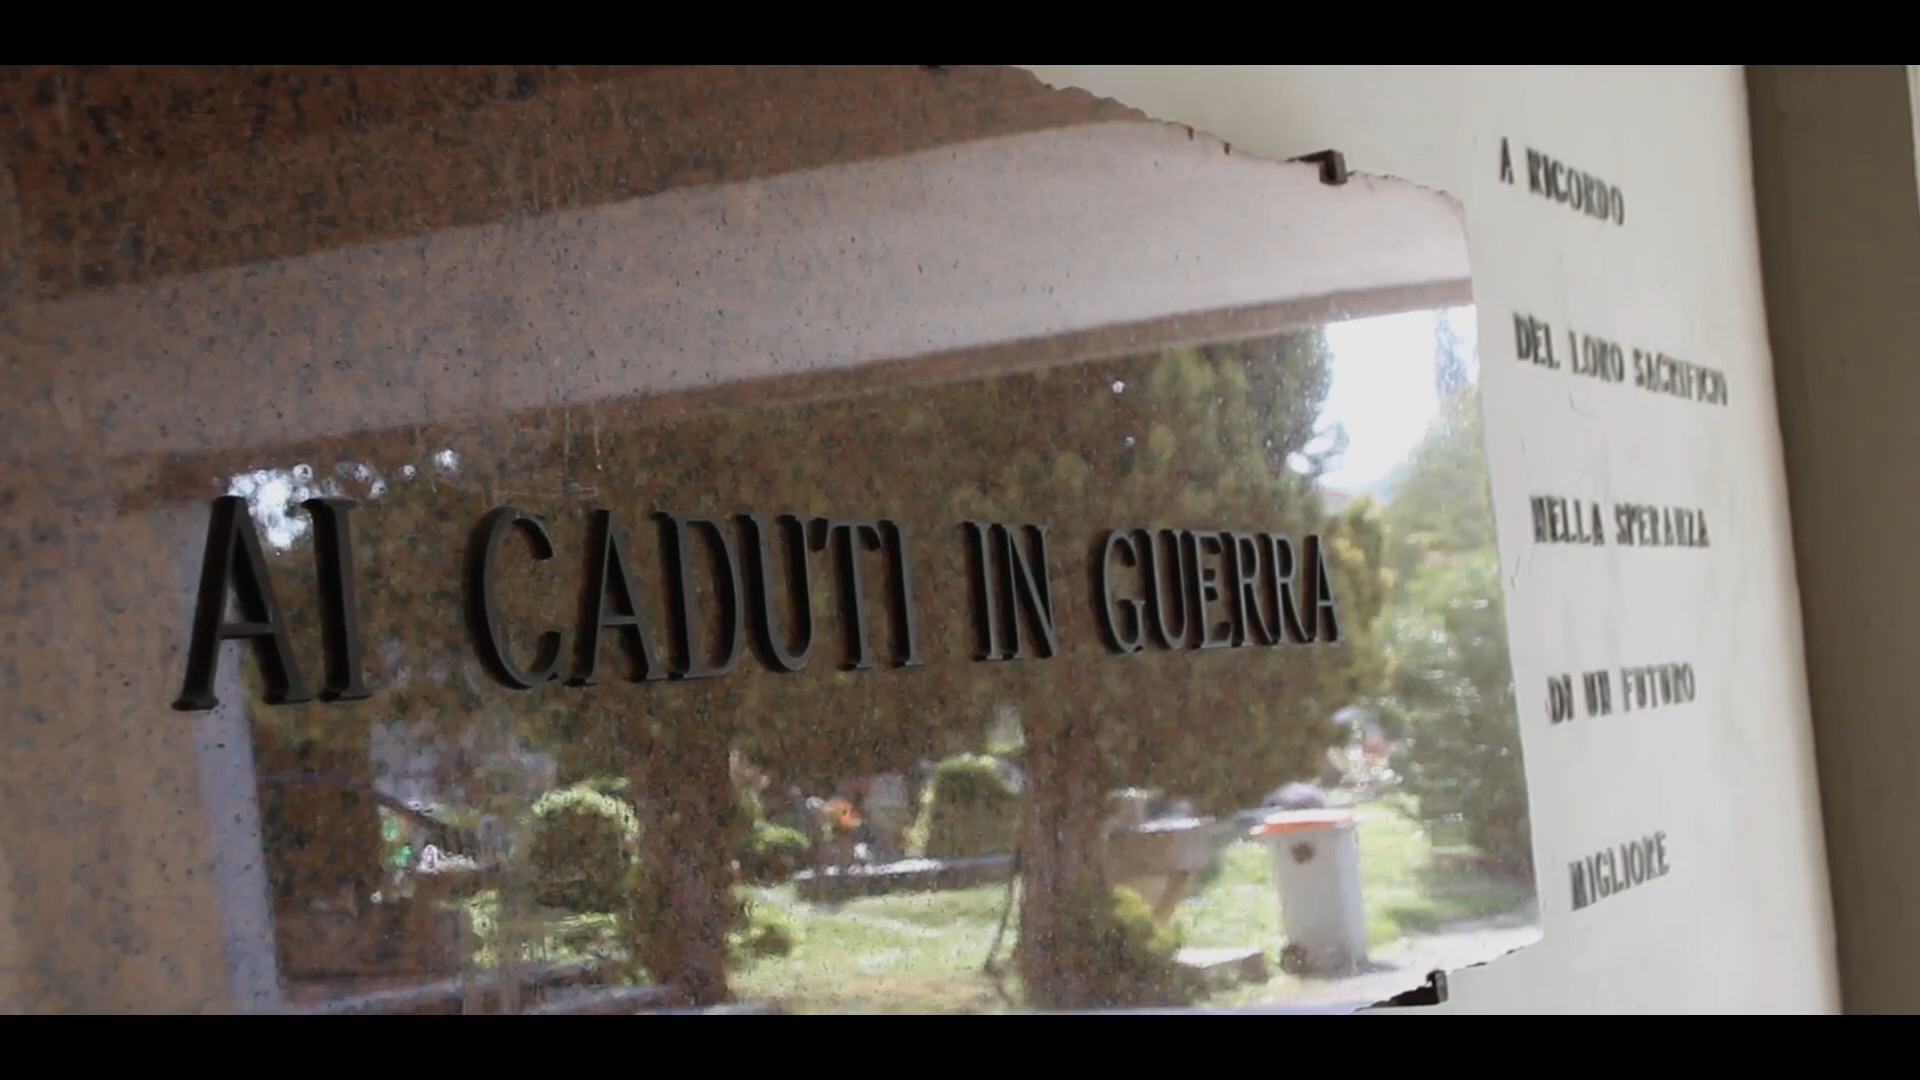 AI CADUTI IN GUERRA
A RICORDO
DEL LORO SACRIFICIO
NELLA SPERANZA
DI UN FUTURO
MIGLIORE